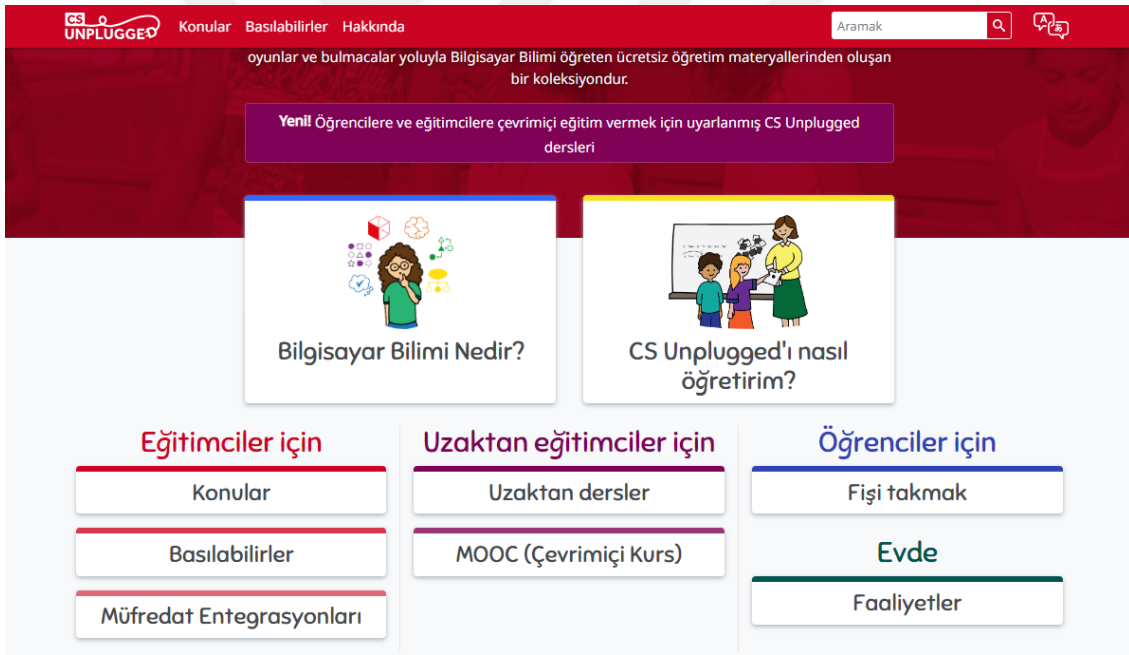 CS
UNPLUGGED
Konular Basılabilirler Hakkında
Aramak
oyunlar ve bulmacalar yoluyla Bilgisayar Bilimi öğreten ücretsiz öğretim materyallerinden oluşan
bir koleksiyondur.
Yeni! Öğrencilere ve eğitimcilere çevrimiçi eğitim vermek için uyarlanmış CS Unplugged
dersleri
Bilgisayar Bilimi Nedir?
CS Unplugged'ı nasıl
öğretirim?
Eğitimciler için
Konular
Basılabilirler
Müfredat Entegrasyonları
Uzaktan eğitimciler için
Uzaktan dersler
MOOC (Çevrimiçi Kurs)
Öğrenciler için
Fişi takmak
Evde
Faaliyetler